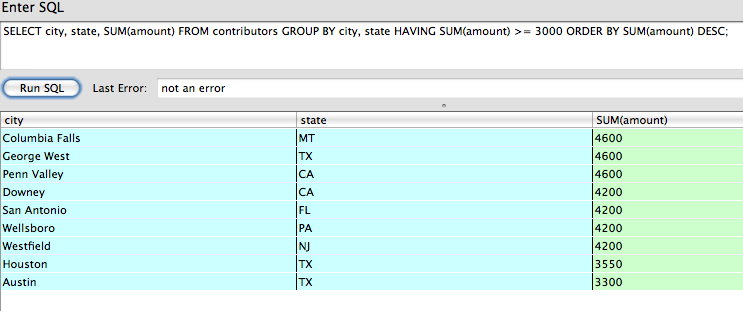 Enter SQL
SELECT city, state, SUM(amount) FROM contributors GROUP BY city, state HAVING SUM(amount) >= 3000 ORDER BY SUM(amount) DESC;
Run SQL Last Error: not an error
city state SUM(amount)
Columbia Falls MT 4600
George West TX 4600
Penn Valley CA 4600
Downey CA 4200
San Antonio FL 4200
Wellsboro PA 4200
Westfield NJ 4200
Houston TX 3550
Austin TX 3300